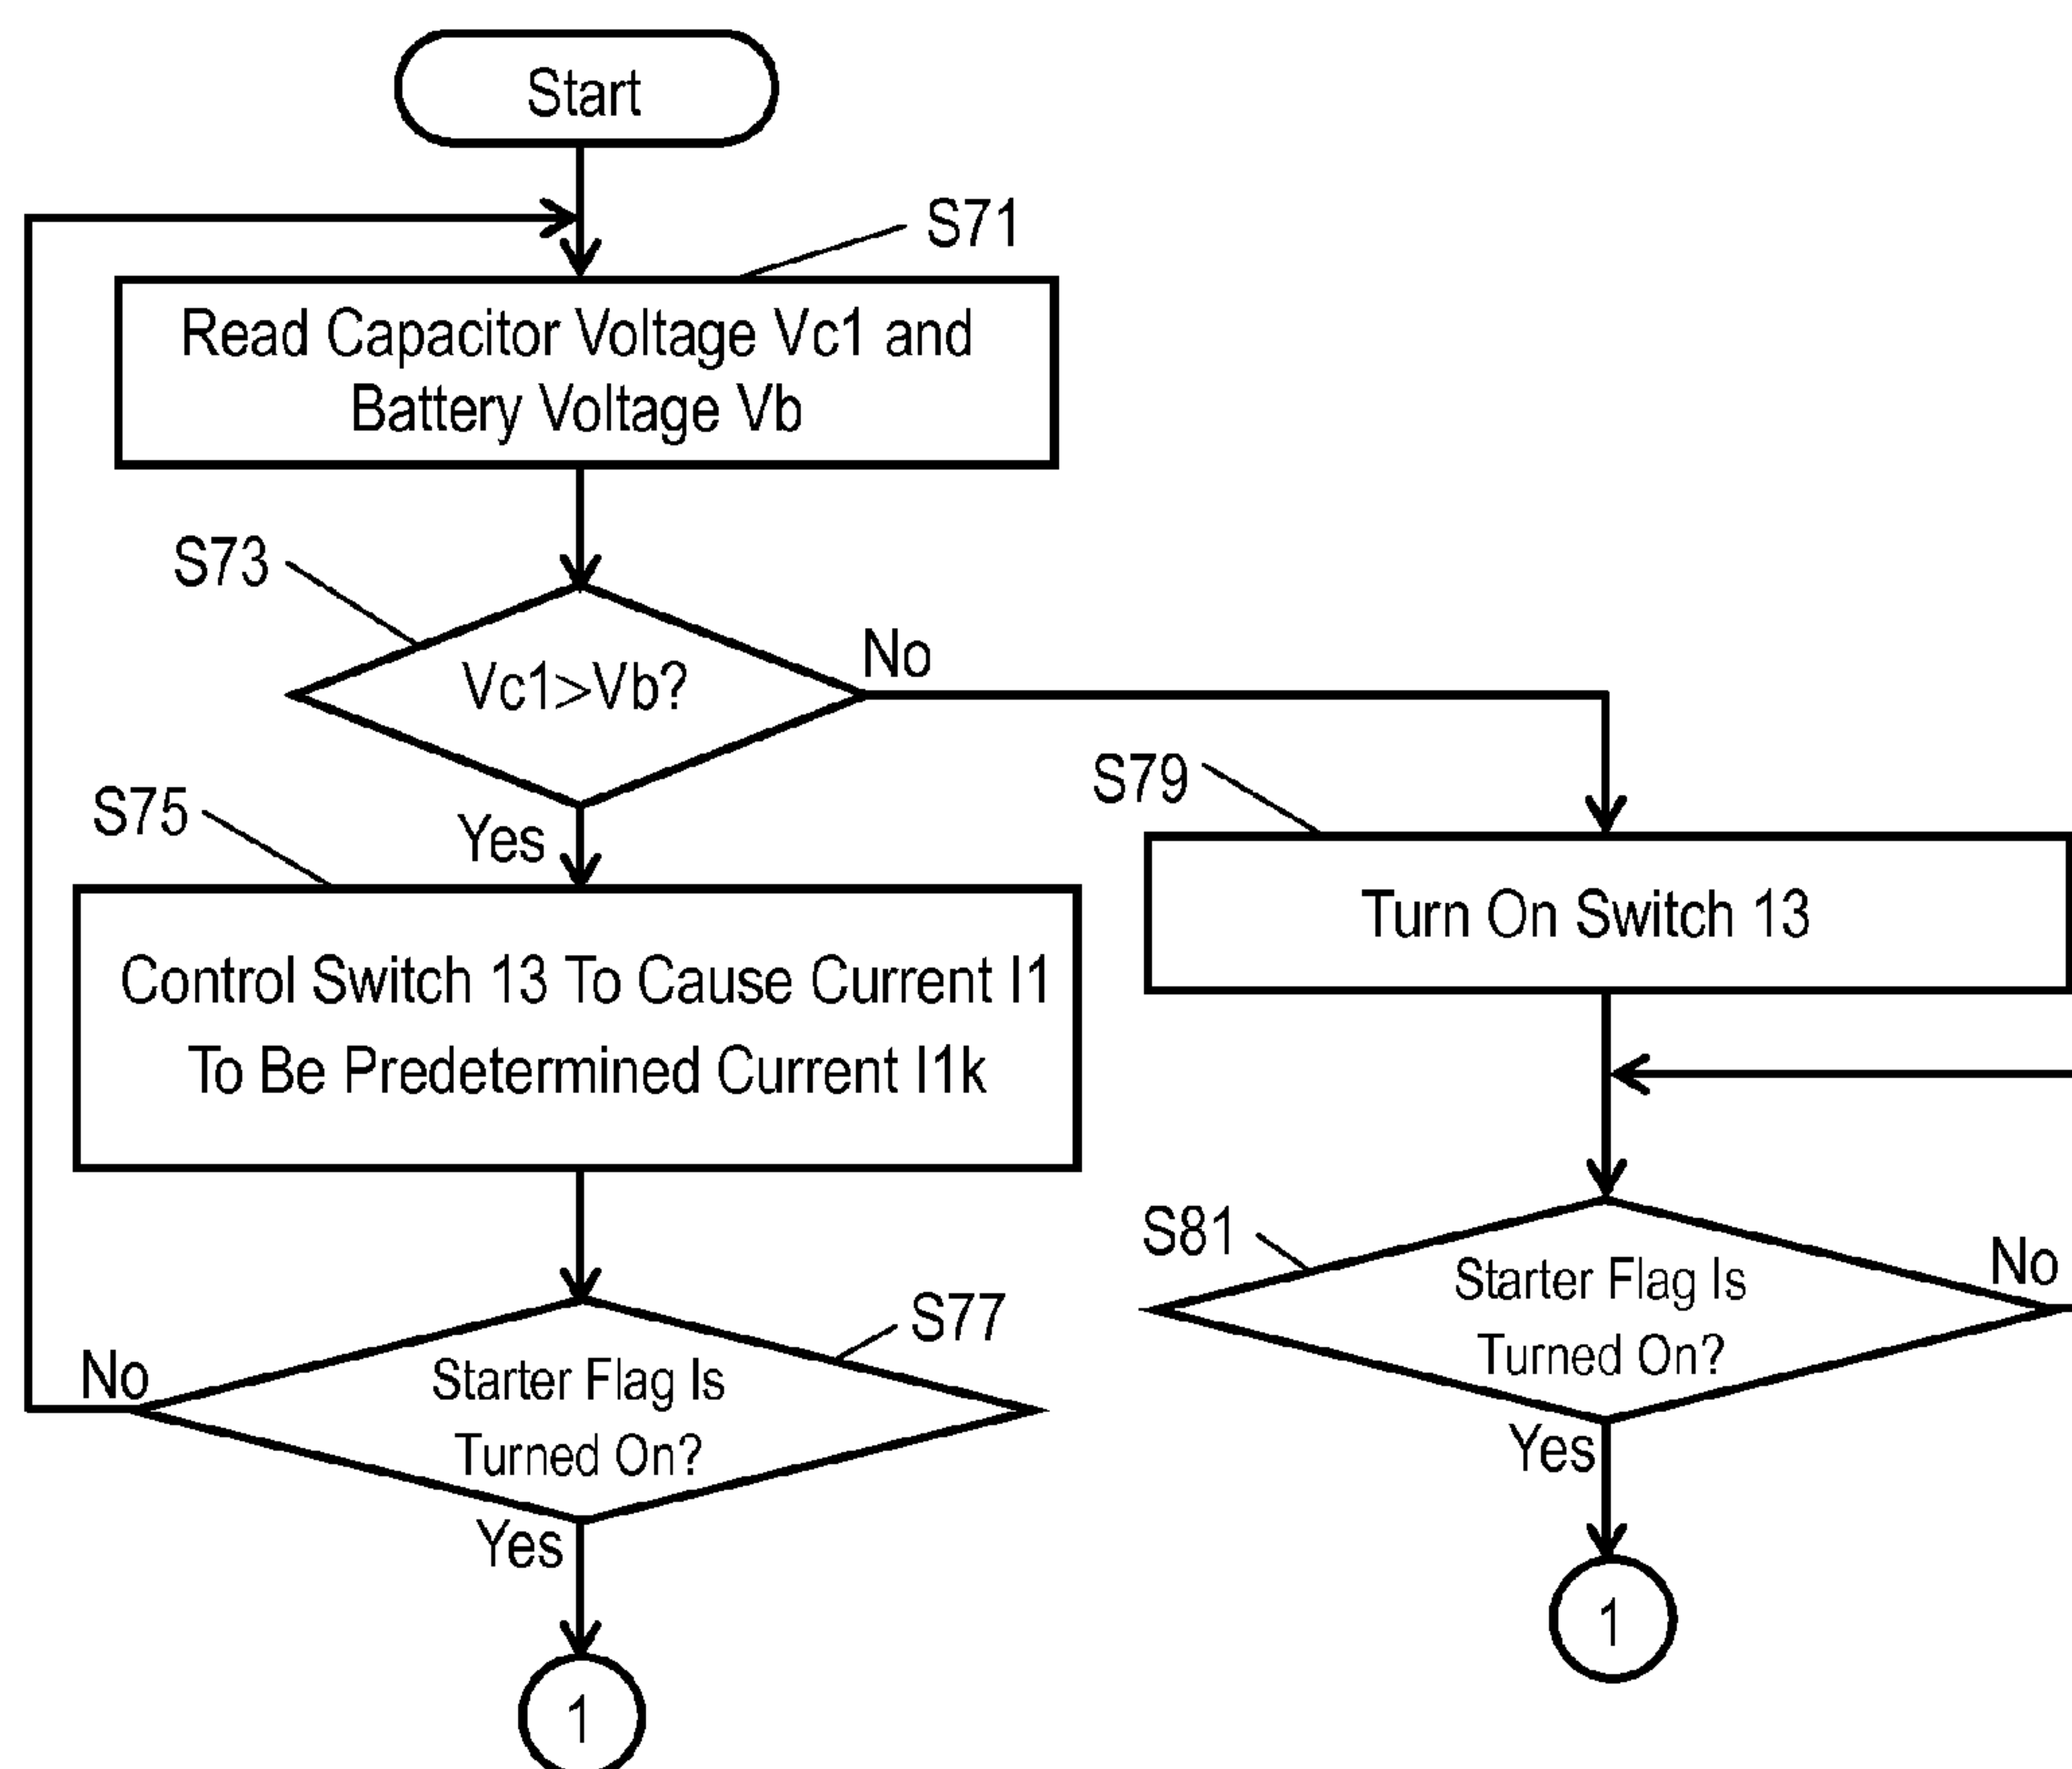 Start
S71
Read Capacitor Voltage Vc1 and
Battery Voltage Vb
S73
Vc1>Vb?
No
Yes
S75
Control Switch 13 To Cause Current I1
To Be Predetermined Current I1k
S77
Starter Flag Is
Turned On?
No
Yes
1
S79
Turn On Switch 13
S81
Starter Flag Is
Turned On?
No
Yes
1